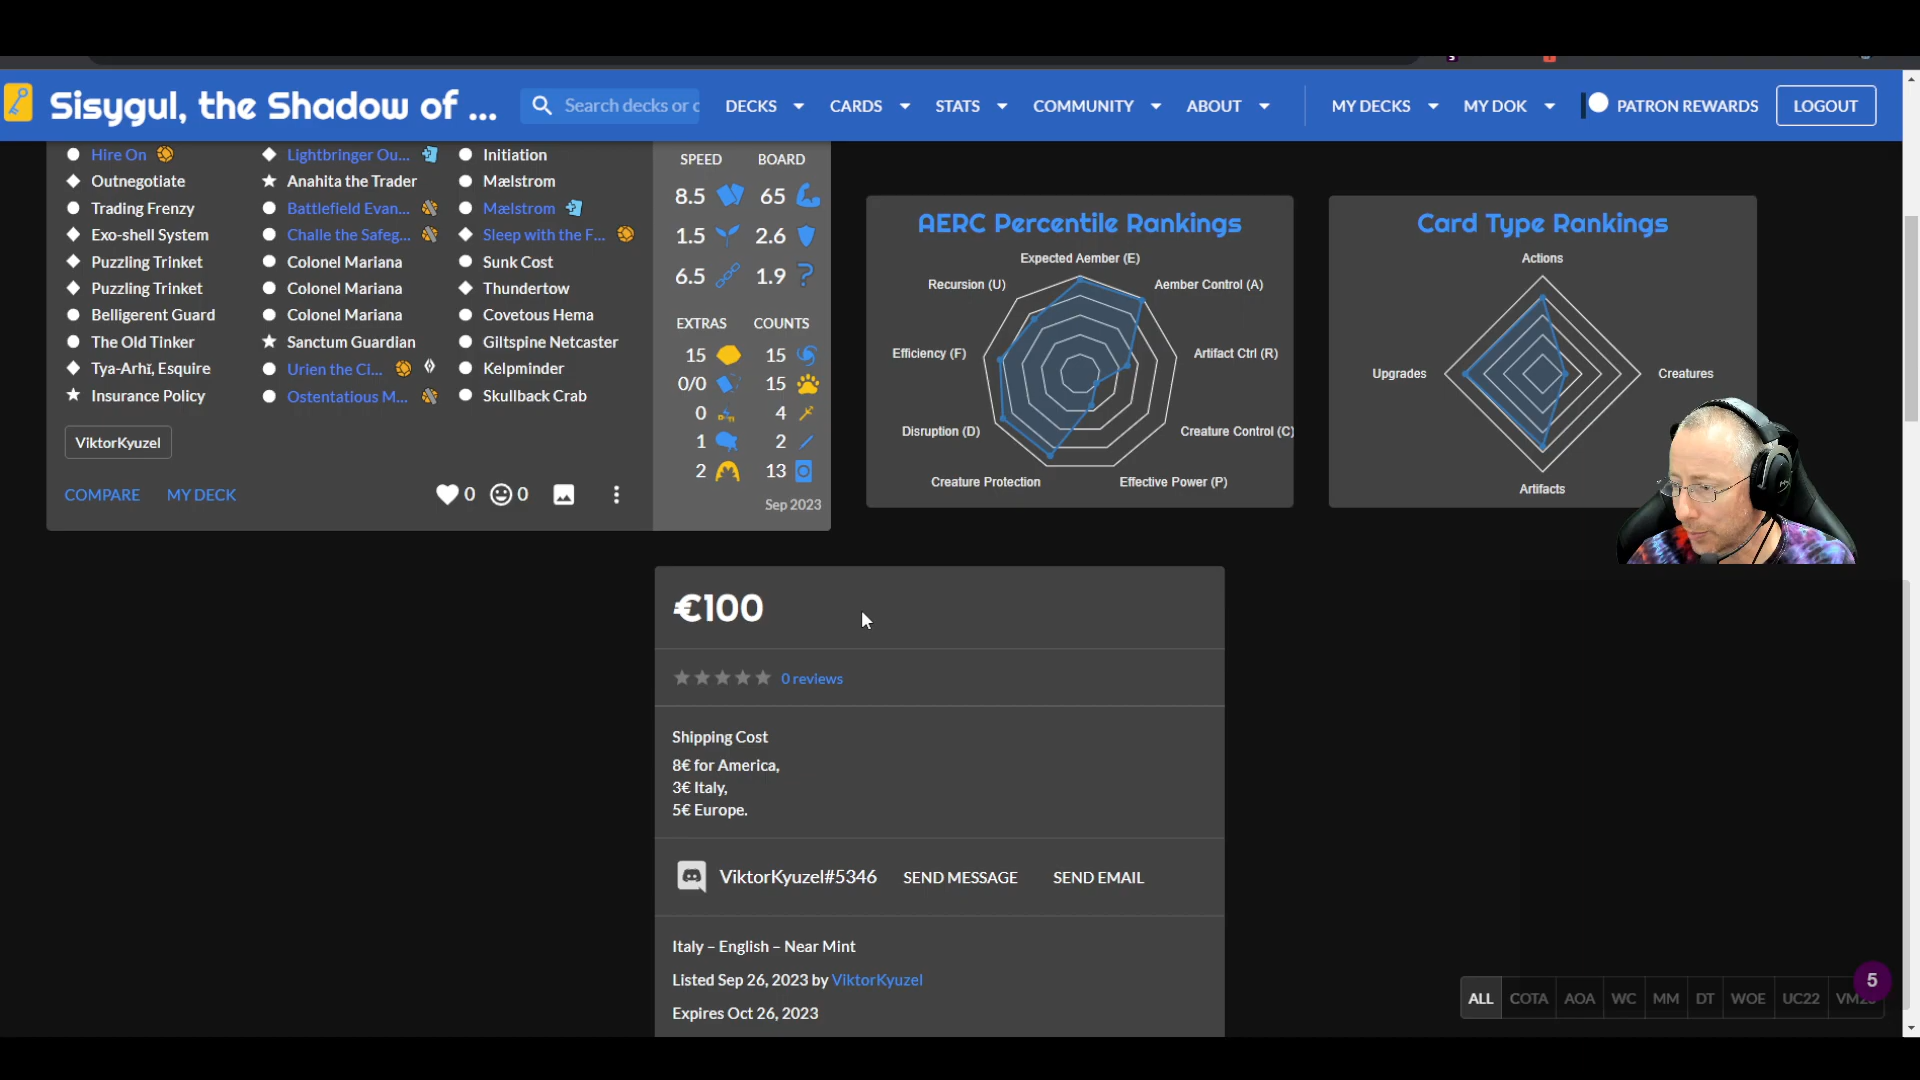 Sisygul, the Shadow of ...
Search decks or c
DECKS
CARDS
STATS
COMMUNITY
ABOUT
MY DECKS
MY DOK
PATRON REWARDS
LOGOUT
Hire On
Outnegotiate
Trading Frenzy
Exo-shell System
Puzzling Trinket
Puzzling Trinket
Belligerent Guard
The Old Tinker
Tya-Arhï, Esquire
Insurance Policy
Lightbringer Ou...
Anahita the Trader
Battlefield Evan...
Challe the Safeg...
Colonel Mariana
Colonel Mariana
Colonel Mariana
Sanctum Guardian
Urien the Ci...
Ostentatious M...
Initiation
Mælstrom
Mælstrom
Sleep with the F...
Sunk Cost
Thundertow
Covetous Hema
Giltspine Netcaster
Kelpminder
Skullback Crab
ViktorKyuzel
COMPARE
MY DECK
0
0
SPEED BOARD
8.5 65
1.5 2.6
6.5 1.9
EXTRAS COUNTS
15 15
0/0 15
0 4
1 2
2 13
Sep 2023
AERC Percentile Rankings
Expected Aember (E)
Recursion (U)
Aember Control (A)
Efficiency (F)
Artifact Ctrl (R)
Disruption (D)
Creature Control (C)
Creature Protection
Effective Power (P)
Card Type Rankings
Actions
Upgrades
Creatures
Artifacts
€100
0 reviews
Shipping Cost
8€ for America,
3€ Italy,
5€ Europe.
ViktorKyuzel#5346
SEND MESSAGE
SEND EMAIL
Italy – English – Near Mint
Listed Sep 26, 2023 by ViktorKyuzel
Expires Oct 26, 2023
5
ALL COTA AOA WC MM DT WOE UC22